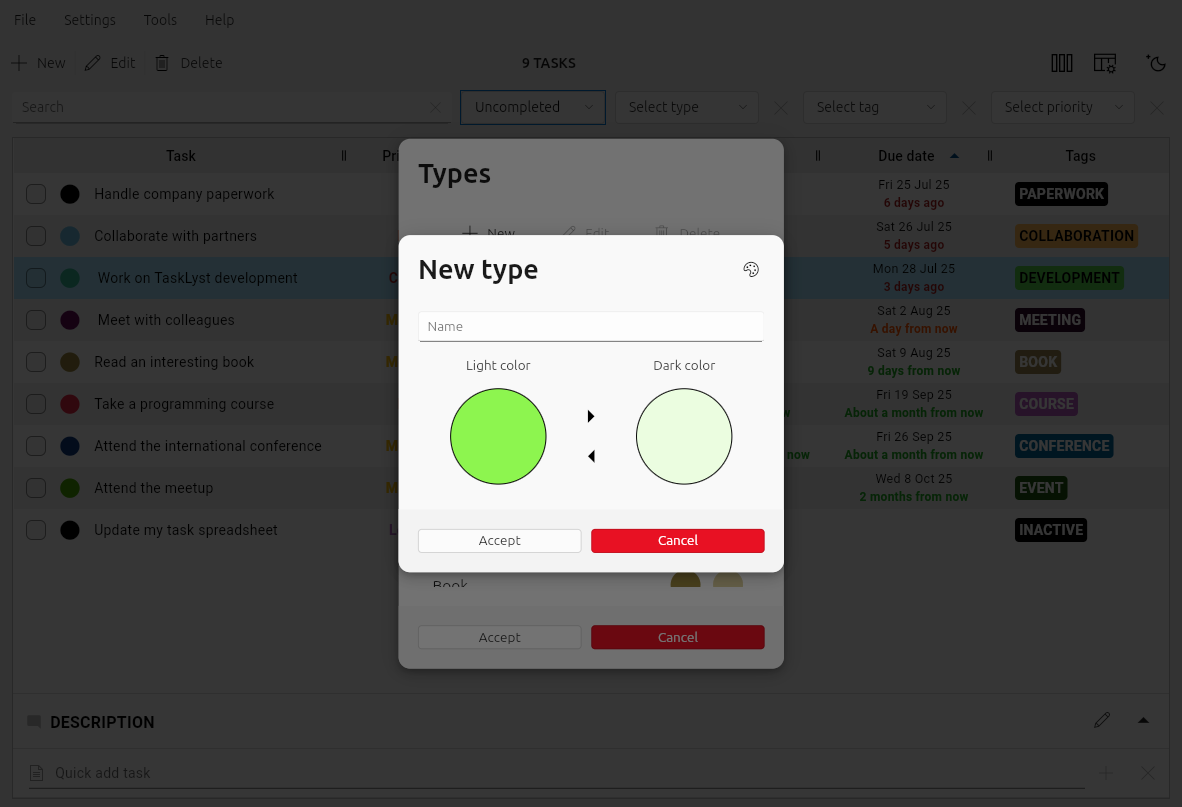 File Settings Tools Help
New Edit Delete 9 TASKS
Search Uncompleted Select type Select tag Select priority
Task Due date Tags
Types
New Edit Delete
Handle company paperwork Fri 25 Jul 25 PAPERWORK
6 days ago
Collaborate with partners Sat 26 Jul 25 COLLABORATION
5 days ago
Work on TaskLyst development Mon 28 Jul 25 DEVELOPMENT
3 days ago
Meet with colleagues Sat 2 Aug 25 MEETING
A day from now
Read an interesting book Sat 9 Aug 25 BOOK
9 days from now
Take a programming course Fri 19 Sep 25 COURSE
About a month from now
Attend the international conference Fri 26 Sep 25 CONFERENCE
now About a month from now
Attend the meetup Wed 8 Oct 25 EVENT
2 months from now
Update my task spreadsheet INACTIVE
New type
Name
Light color Dark color
Accept Cancel
Book
Accept Cancel
DESCRIPTION
Quick add task